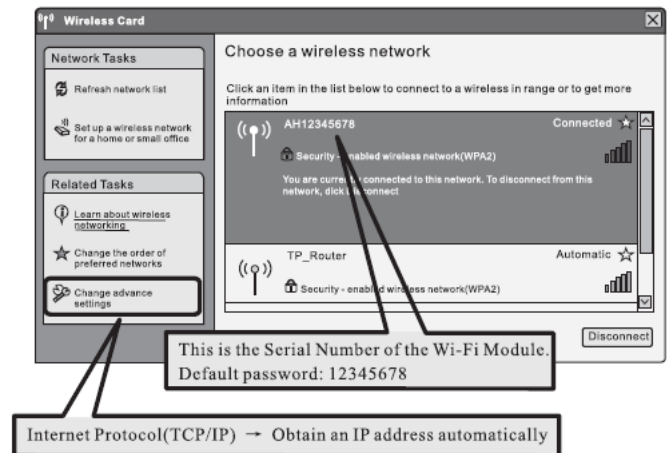 Wireless Card
Network Tasks
Refresh network list
Set up a wireless network
for a home or small office
Related Tasks
Learn about wireless
networking
Change the order of
preferred networks
Change advance
settings
Choose a wireless network
Click an item in the list below to connect to a wireless in range or to get more
information
AH12345678 Connected
Security - enabled wireless network(WPA2)
You are currently connected to this network. To disconnect from this
network, dick Disconnect
TP_Router Automatic
Security - enabled wireless network(WPA2)
Disconnect
This is the Serial Number of the Wi-Fi Module.
Default password: 12345678
Internet Protocol(TCP/IP) → Obtain an IP address automatically